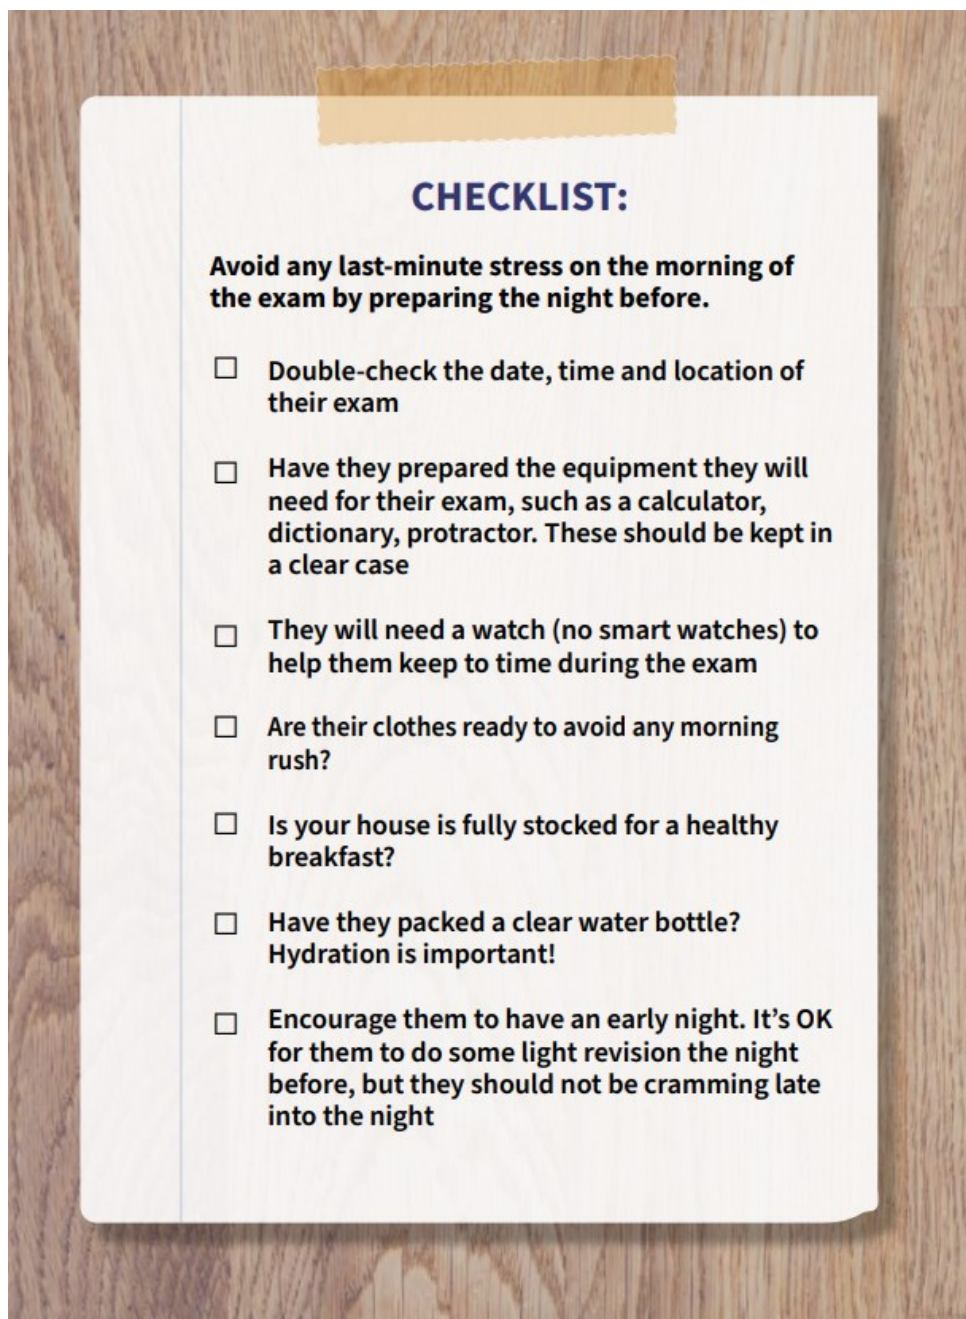 CHECKLIST:
Avoid any last-minute stress on the morning of
the exam by preparing the night before.
Double-check the date, time and location of
their exam
Have they prepared the equipment they will
need for their exam, such as a calculator,
dictionary, protractor. These should be kept in
a clear case
They will need a watch (no smart watches) to
help them keep to time during the exam
Are their clothes ready to avoid any morning
rush?
Is your house is fully stocked for a healthy
breakfast?
Have they packed a clear water bottle?
Hydration is important!
Encourage them to have an early night. It’s OK
for them to do some light revision the night
before, but they should not be cramming late
into the night